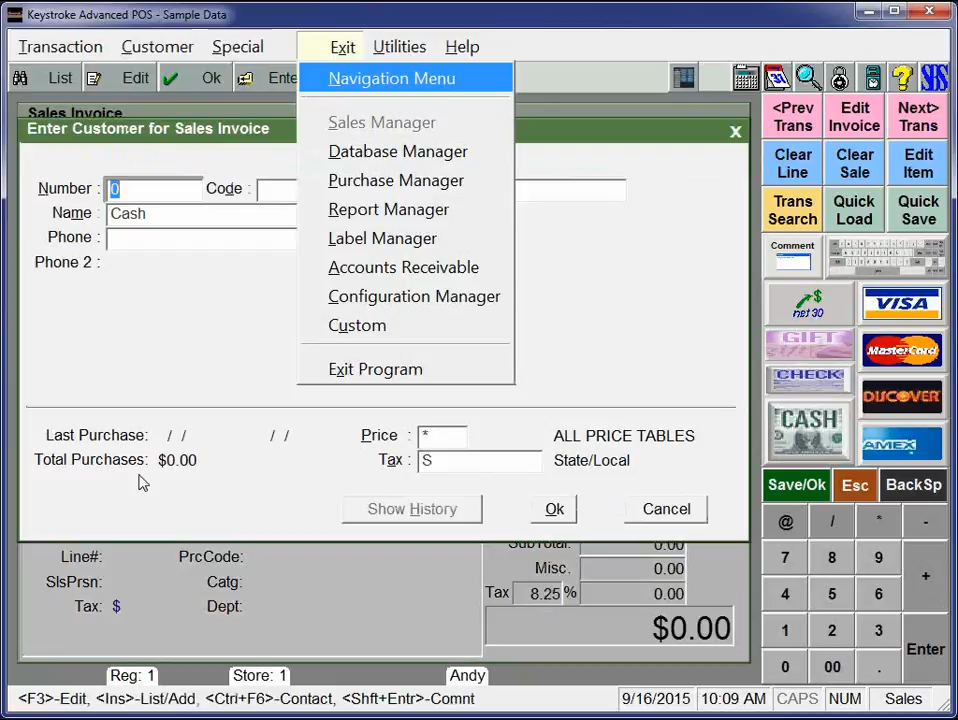 Keystroke Advanced POS - Sample Data
Transaction Customer Special Exit Utilities Help
List Edit Ok Ente
Navigation Menu
Sales Manager
Database Manager
Purchase Manager
Report Manager
Label Manager
Accounts Receivable
Configuration Manager
Custom
Exit Program
Sales Invoice
Enter Customer for Sales Invoice x
Number : 0 Code :
Name : Cash
Phone :
Phone 2 :
Last Purchase: / / / / Price : * ALL PRICE TABLES
Total Purchases: $0.00 Tax : S State/Local
Show History Ok Cancel
SubTotal: 0.00
Line#: PrcCode: Misc. 0.00
SlsPrsn: Catg: Tax 8.25 % 0.00
Tax: $ Dept:
$0.00
<Prev Trans Edit Invoice Next> Trans
Clear Line Clear Sale Edit Item
Trans Search Quick Load Quick Save
Comment
net 30 VISA
GIFT MasterCard
CHECK DISCOVER
CASH AMEX
Save/Ok Esc BackSp
@ / * -
7 8 9 +
4 5 6
1 2 3 Enter
0 00 .
SBS
Reg: 1 Store: 1 Andy
<F3>-Edit, <Ins>-List/Add, <Ctrl+F6>-Contact, <Shft+Entr>-Comnt 9/16/2015 10:09 AM CAPS NUM Sales